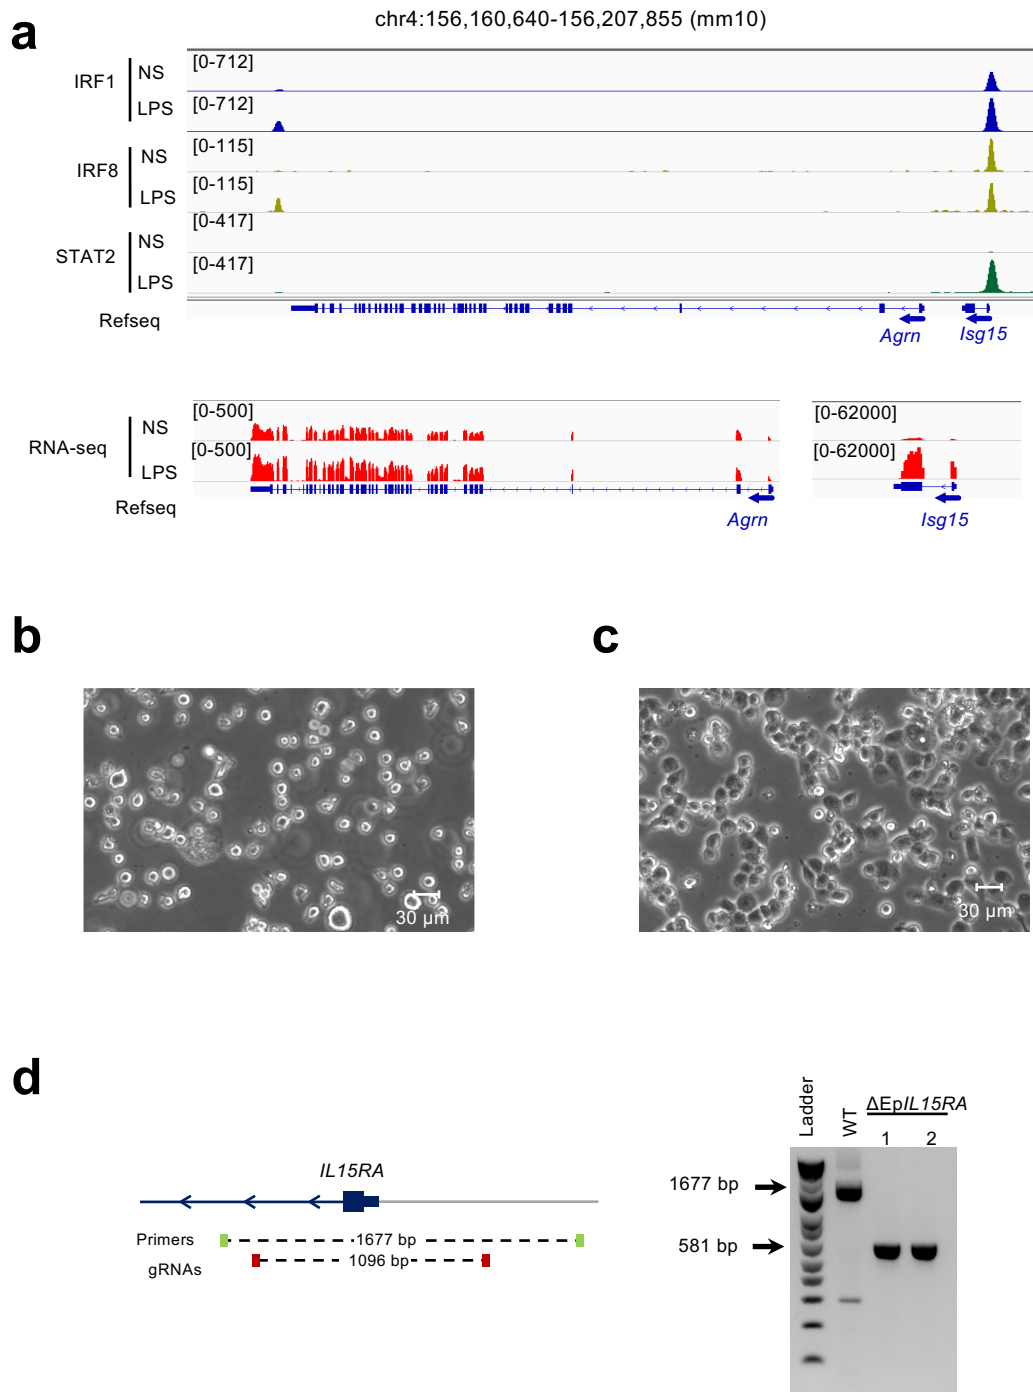 a
chr4:156,160,640-156,207,855 (mm10)
IRF1
NS
[0-712]
LPS
[0-712]
IRF8
NS
[0-115]
LPS
[0-115]
STAT2
NS
[0-417]
LPS
[0-417]
Refseq
Agrn
Isg15
RNA-seq
NS
[0-500]
[0-62000]
LPS
[0-500]
[0-62000]
Refseq
Agrn
Isg15
b
c
30 µm
30 µm
d
IL15RA
Primers
1677 bp
gRNAs
1096 bp
Ladder
WT
ΔEpIL15RA
1 2
1677 bp
581 bp